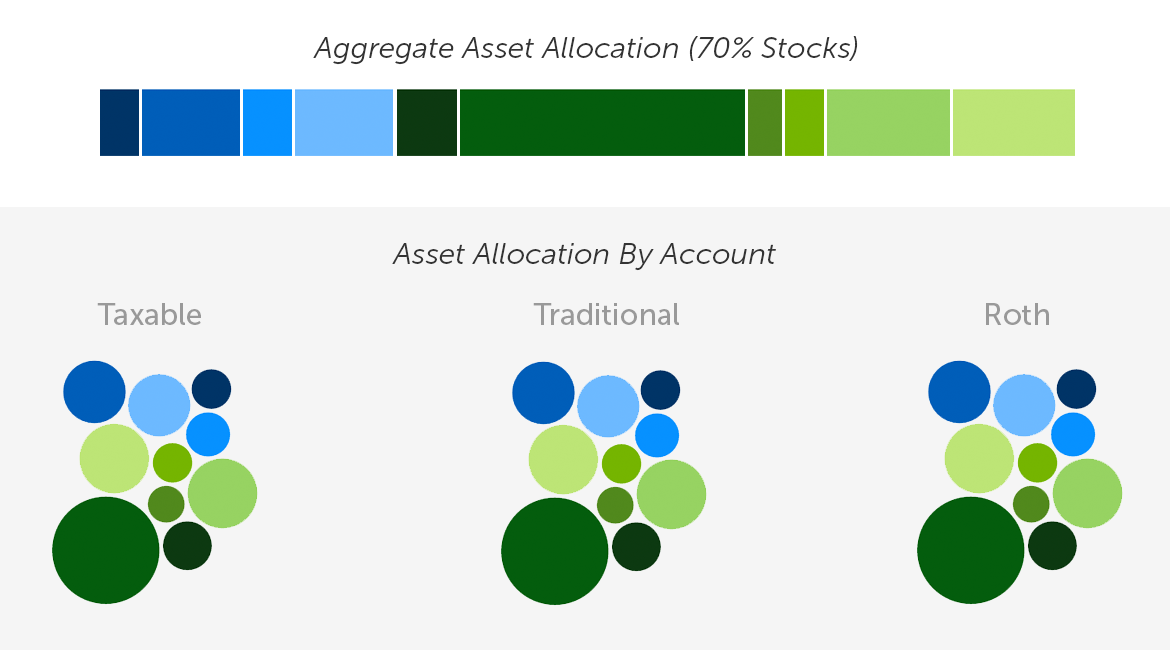 Aggregate Asset Allocation (70% Stocks)
Asset Allocation By Account
Taxable
Traditional
Roth